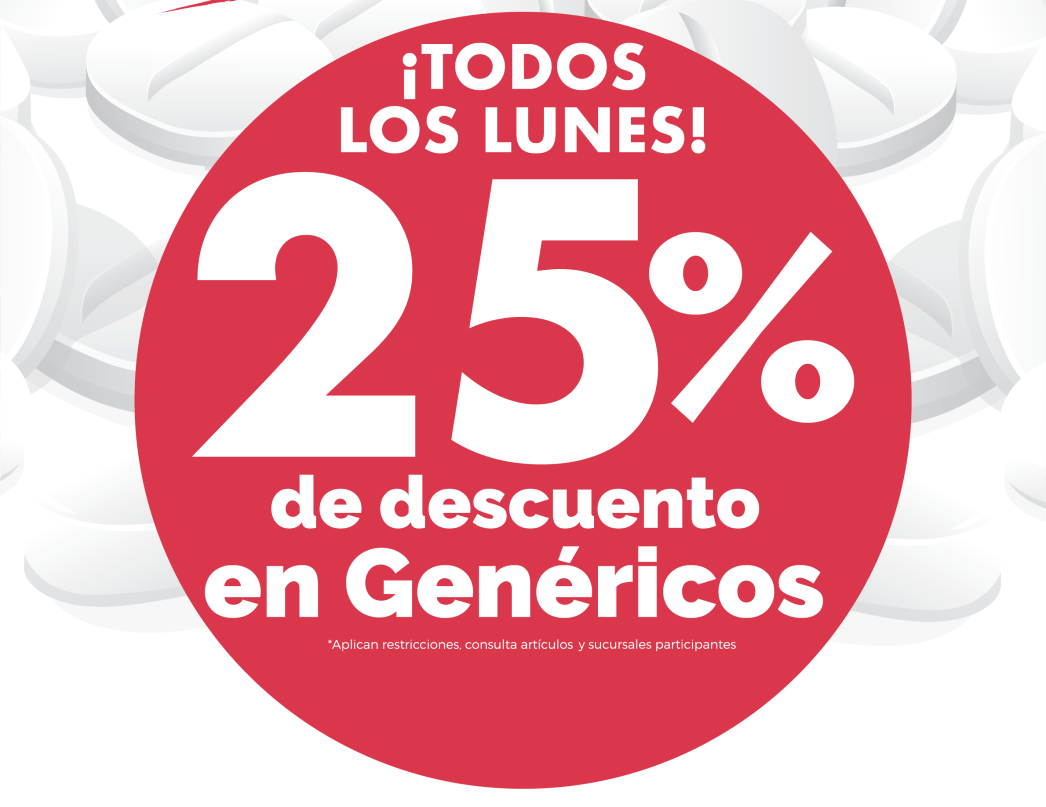 ¡TODOS
LOS LUNES!
25%
de descuento
en Genéricos
*Aplican restricciones, consulta artículos y sucursales participantes